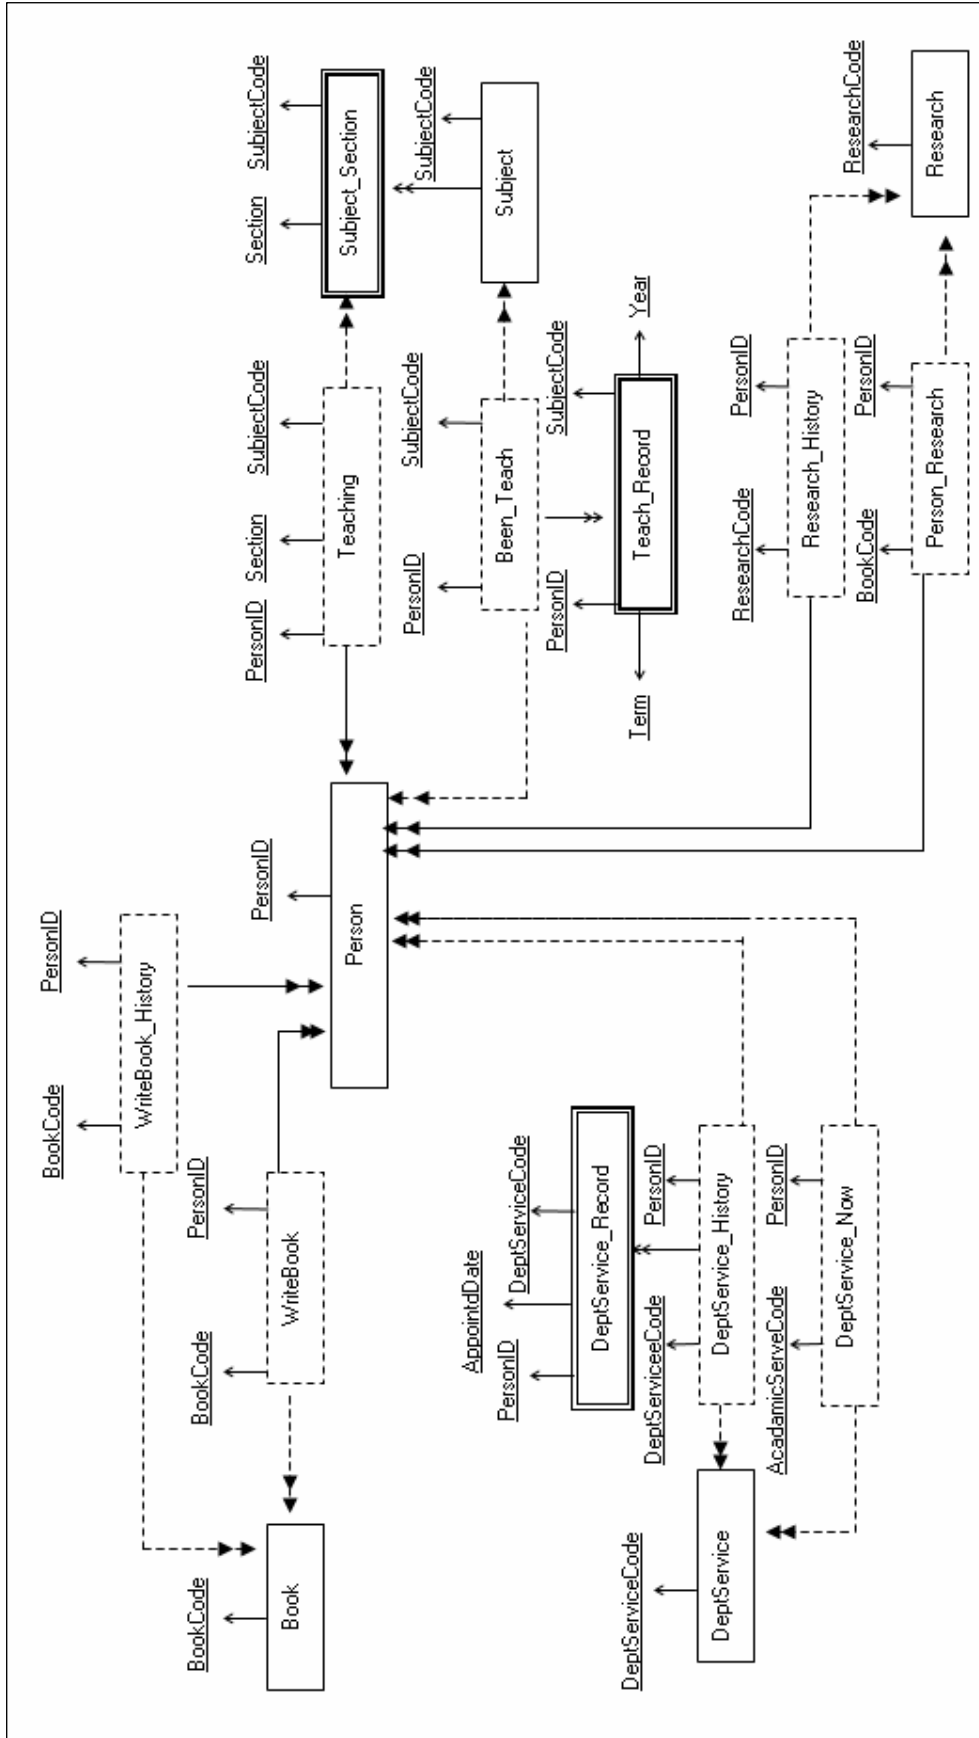 BookCode
PersonID
WriteBook_History
BookCode
PersonID
PersonID
Section
SubjectCode
SubjectCode
BookCode
WriteBook
PersonID
Teaching
Section
Subject_Section
Book
Person
PersonID
SubjectCode
SubjectCode
AppointdDate
PersonID
DeptServiceCode
Been_Teach
Subject
DeptService_Record
PersonID
SubjectCode
Term
Teach_Record
Year
DeptServiceCode
DeptServiceeCode
PersonID
DeptService
DeptService_History
ResearchCode
PersonID
AcadamicServeCode
PersonID
Research_History
ResearchCode
DeptService_Now
BookCode
PersonID
Person_Research
Research